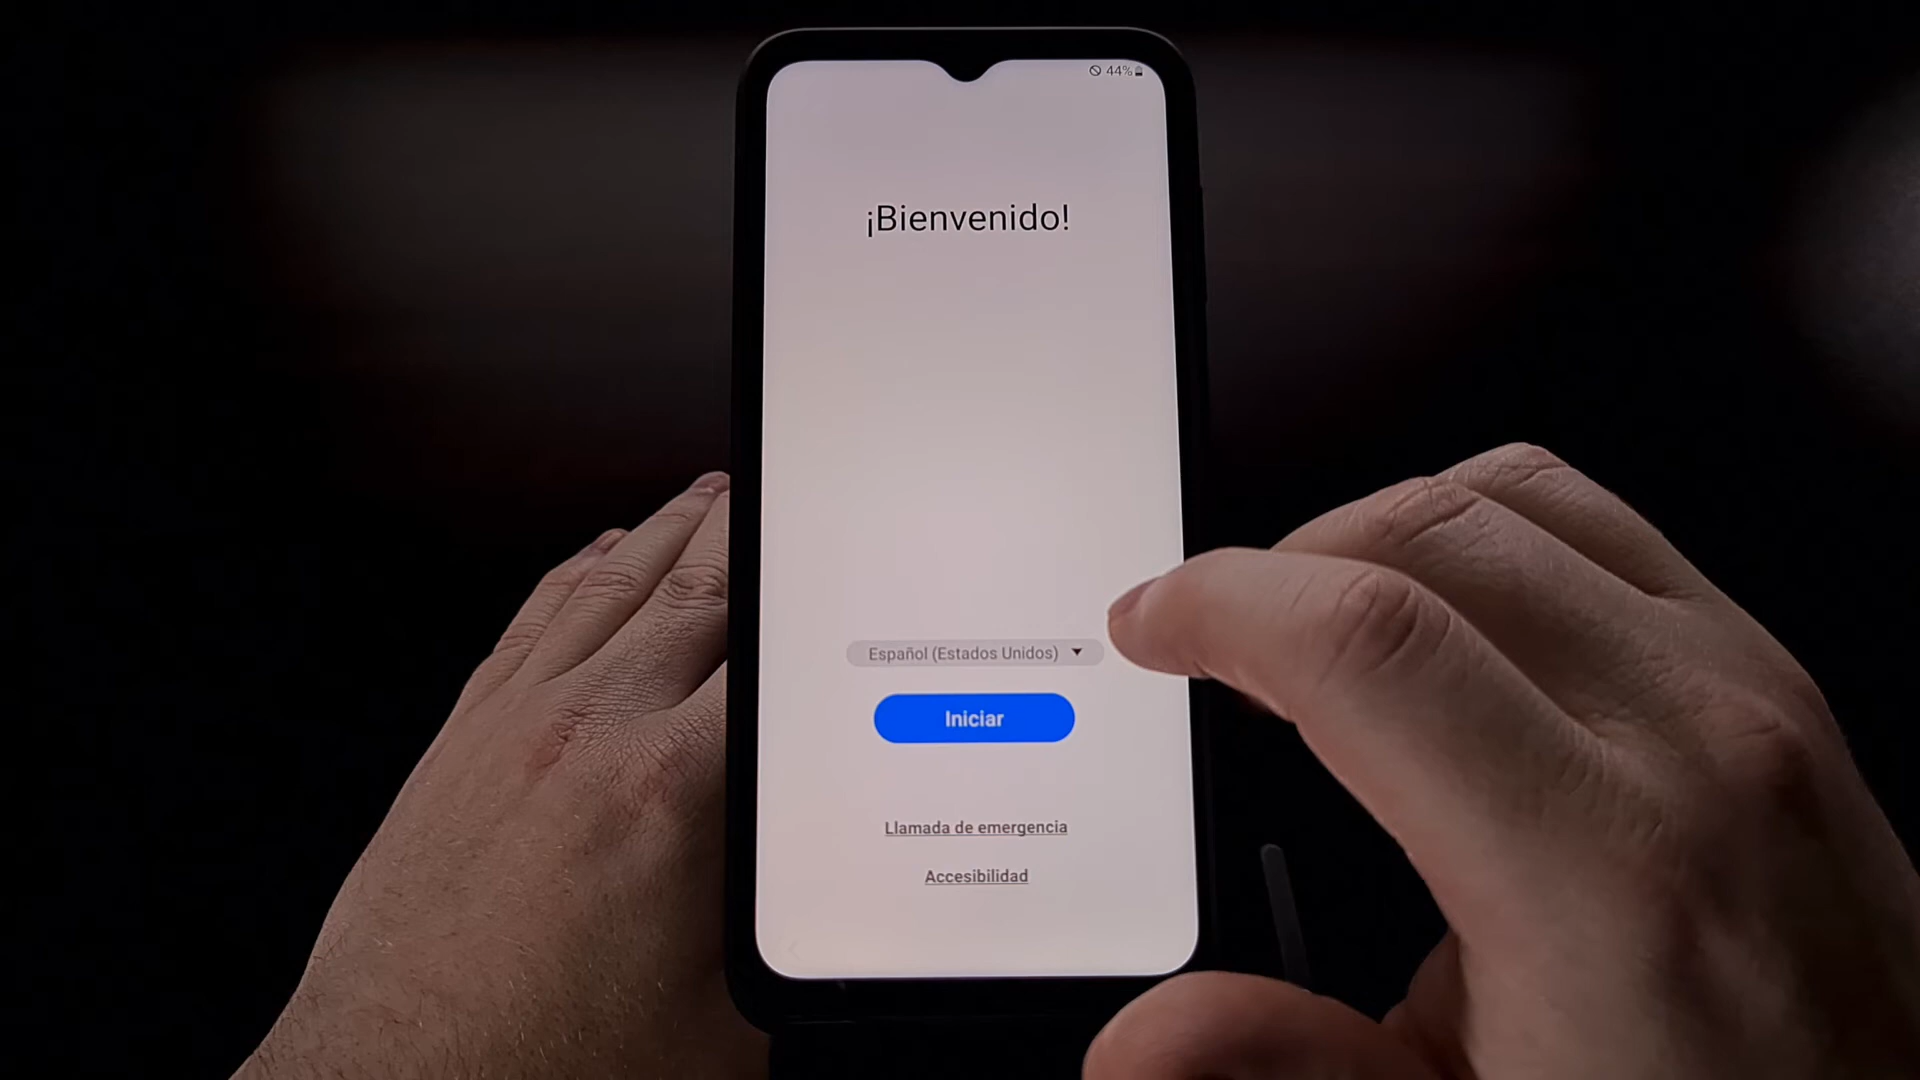 44%
¡Bienvenido!
Español (Estados Unidos)
Iniciar
Llamada de emergencia
Accesibilidad